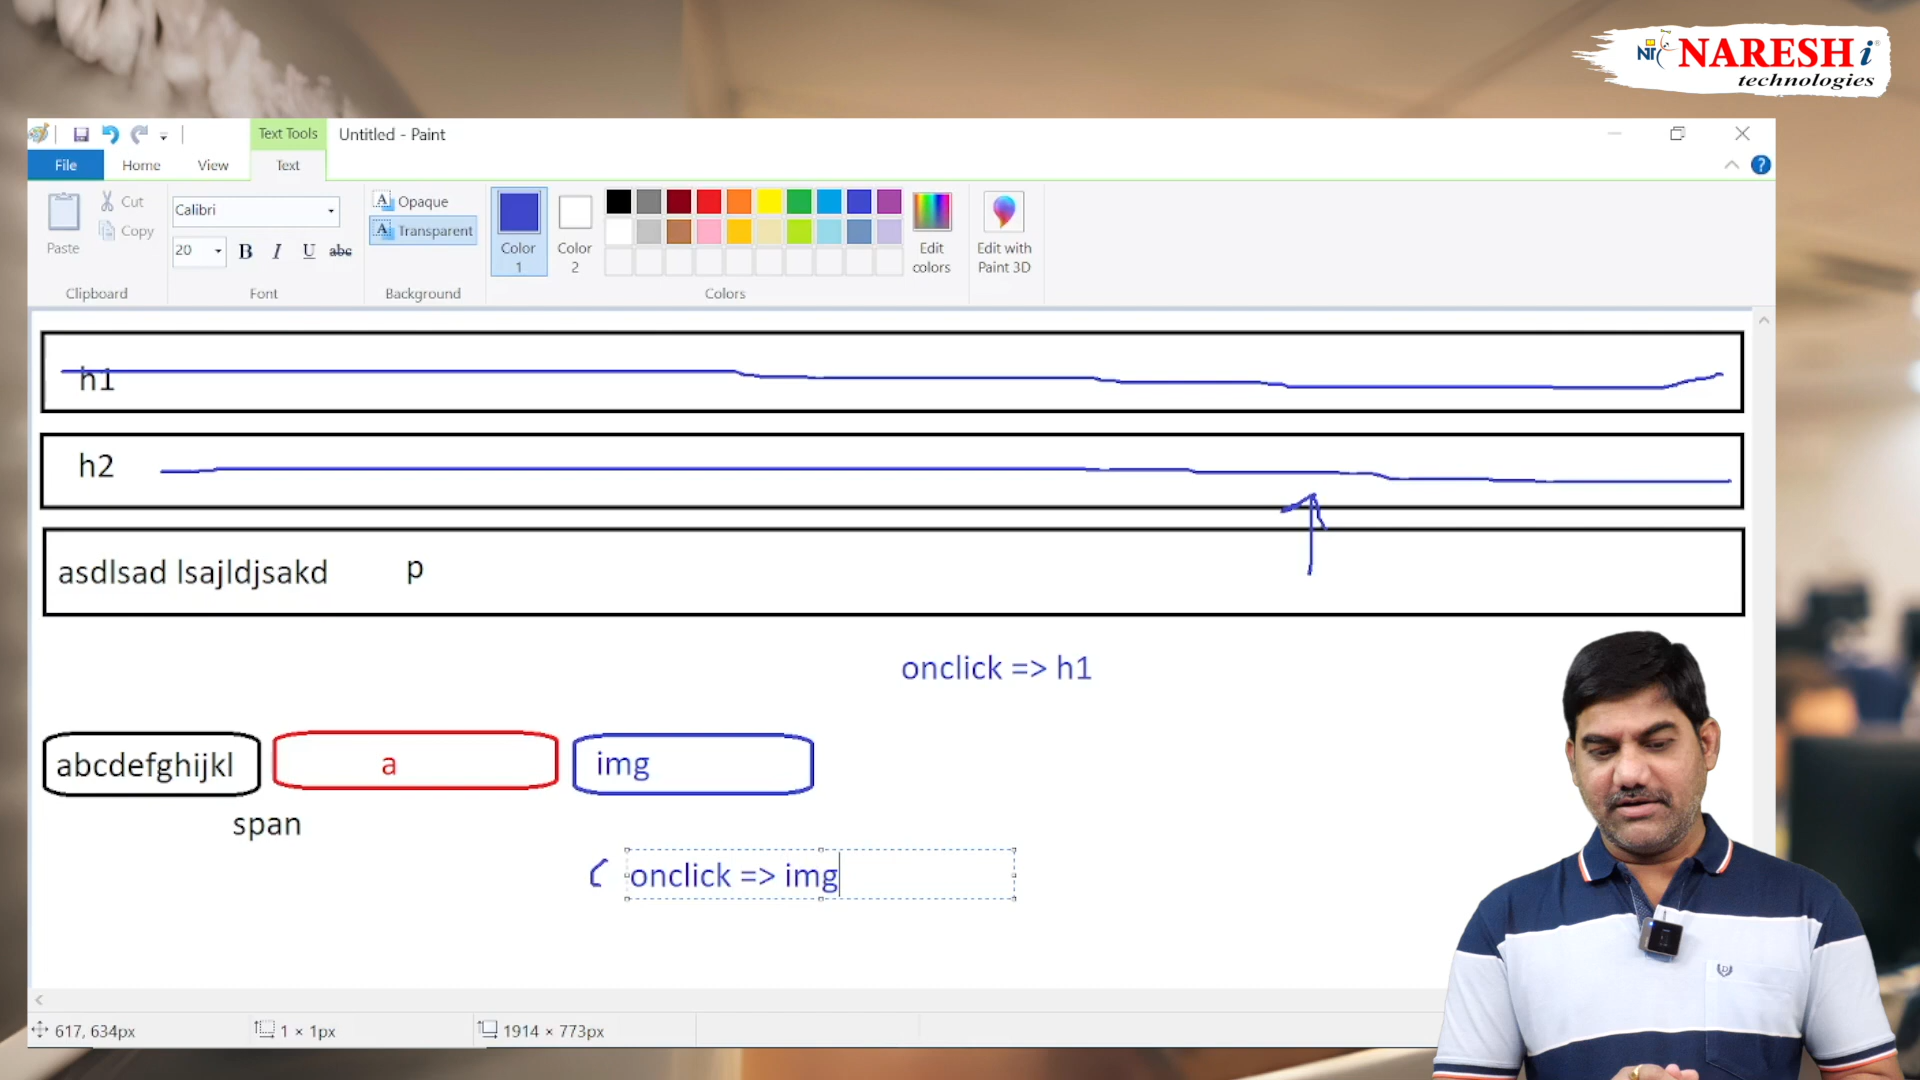 NIT NARESH i
technologies
Text Tools Untitled - Paint
File Home View Text
Cut
Copy
Paste
Clipboard
Calibri
20 B I U abc
Font
Opaque
Transparent
Background
Color 1
Color 2
Colors
Edit colors
Edit with Paint 3D
h1
h2
asdlsad lsajldjsakd p
onclick => h1
abcdefghijkl a img
span
( onclick => img
617, 634px 1 × 1px 1914 × 773px